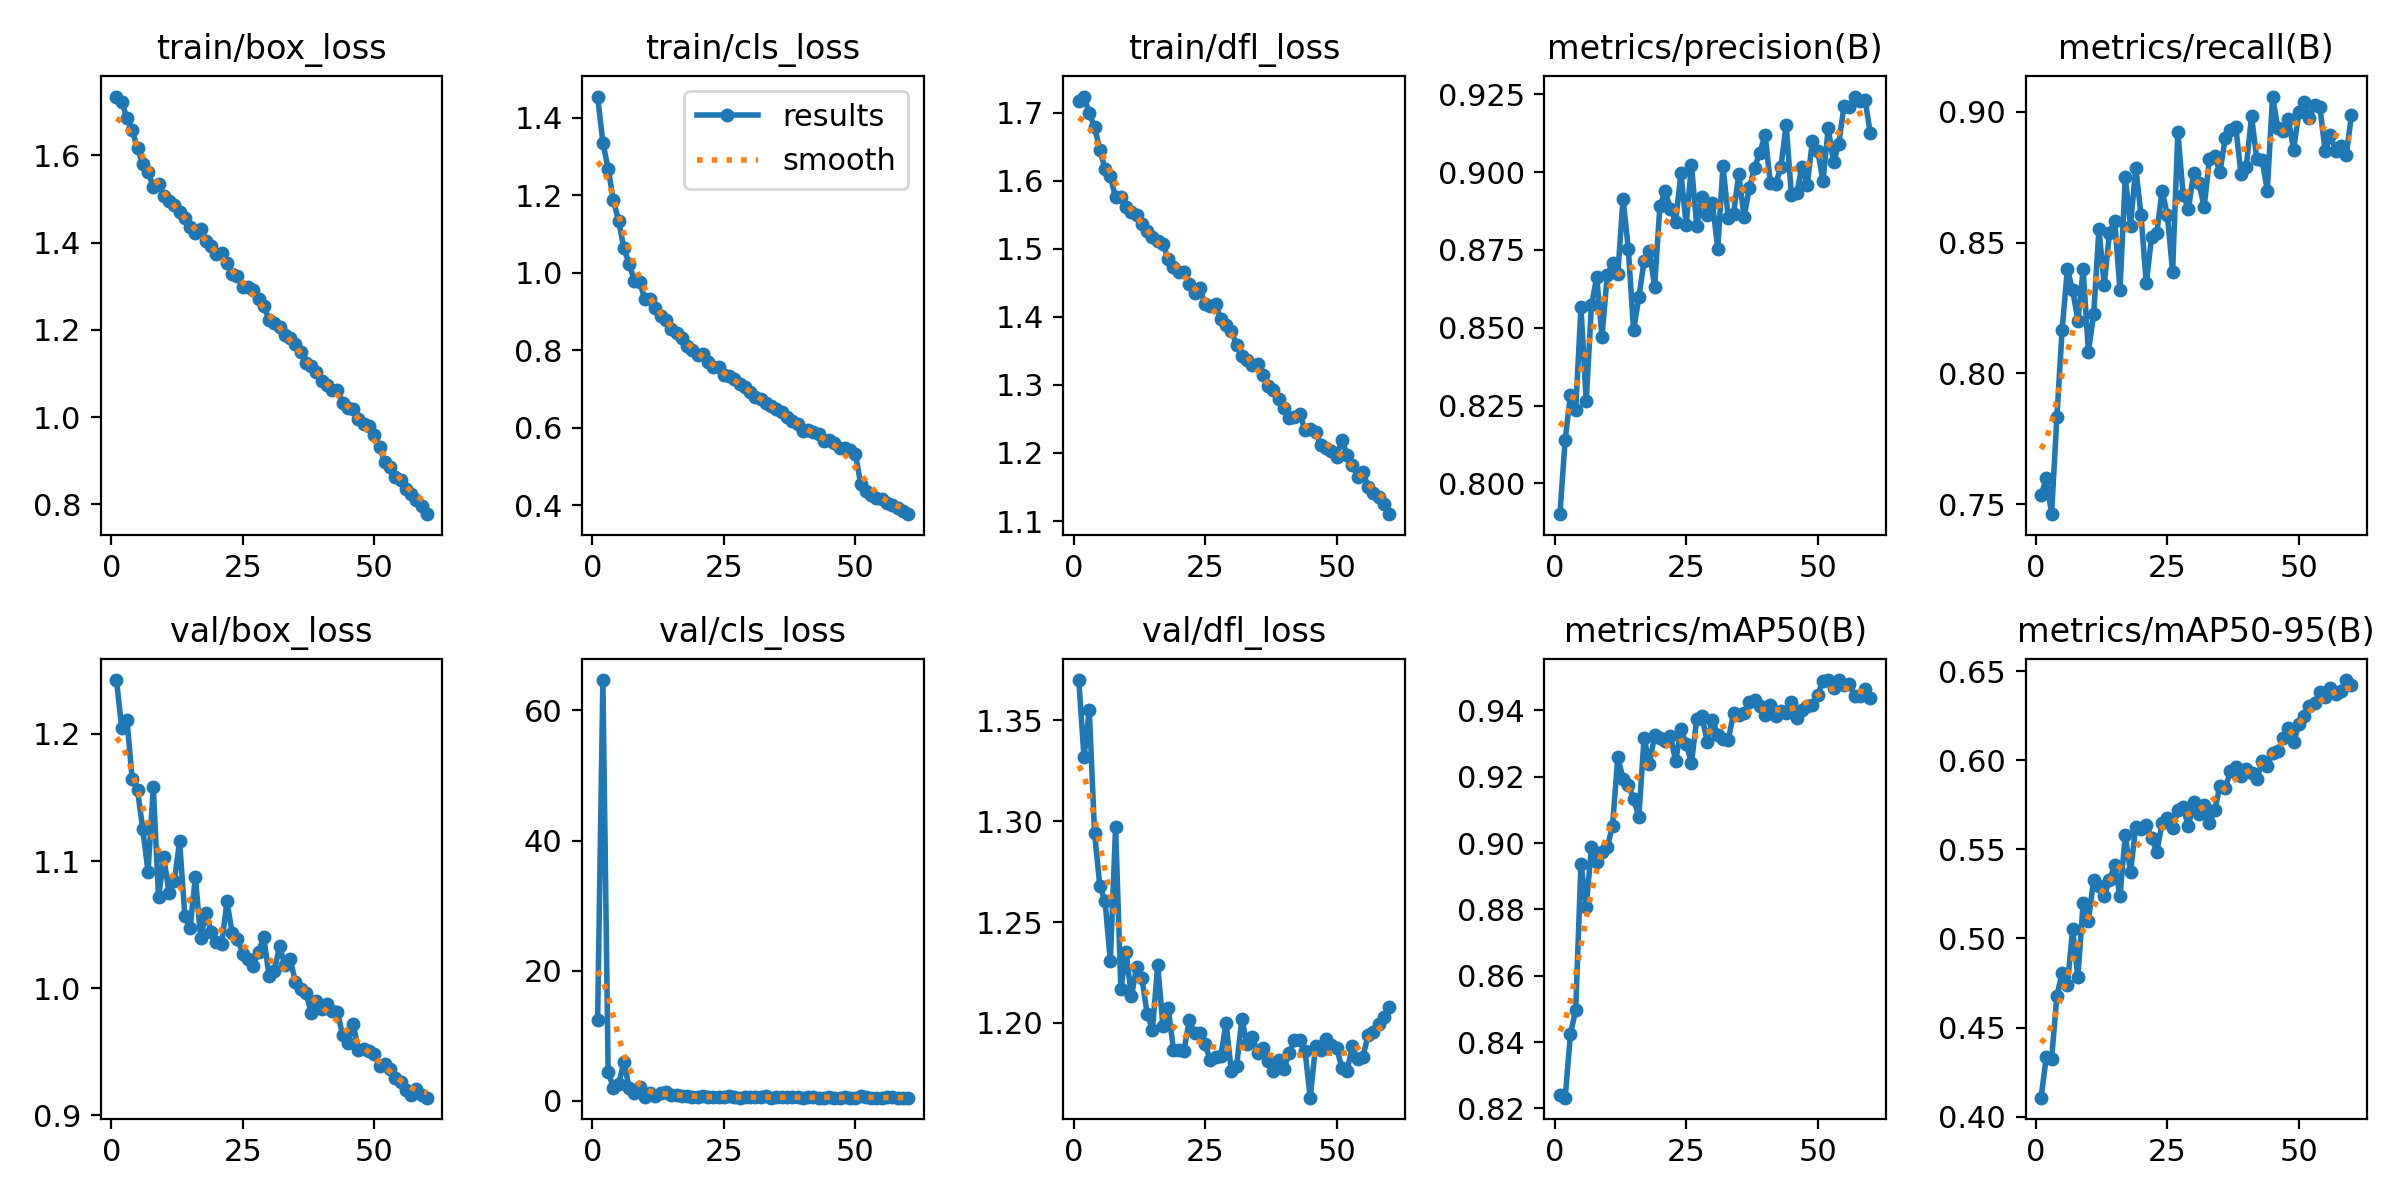 train/box_loss
1.6
1.4
1.2
1.0
0.8
0 25 50
train/cls_loss
results
smooth
1.4
1.2
1.0
0.8
0.6
0.4
0 25 50
train/dfl_loss
1.7
1.6
1.5
1.4
1.3
1.2
1.1
0 25 50
metrics/precision(B)
0.925
0.900
0.875
0.850
0.825
0.800
0 25 50
metrics/recall(B)
0.90
0.85
0.80
0.75
0 25 50
val/box_loss
1.2
1.1
1.0
0.9
0 25 50
val/cls_loss
60
40
20
0
0 25 50
val/dfl_loss
1.35
1.30
1.25
1.20
0 25 50
metrics/mAP50(B)
0.94
0.92
0.90
0.88
0.86
0.84
0.82
0 25 50
metrics/mAP50-95(B)
0.65
0.60
0.55
0.50
0.45
0.40
0 25 50